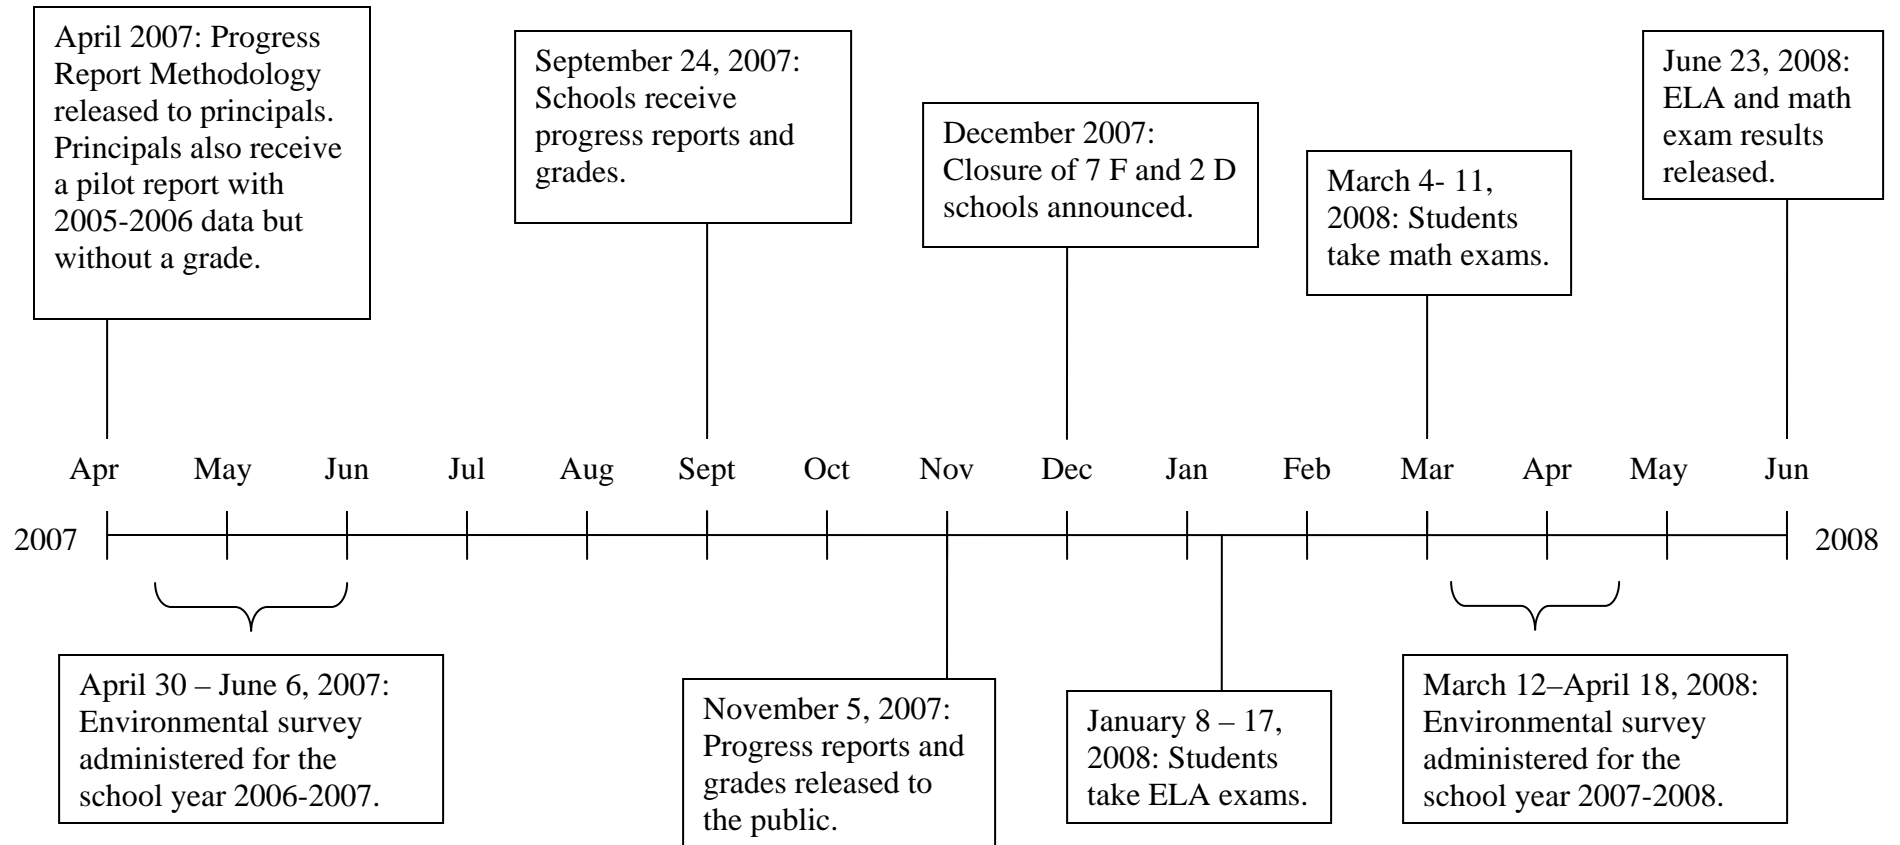 April 2007: Progress
Report Methodology
released to principals.
Principals also receive
a pilot report with
2005-2006 data but
without a grade.
September 24, 2007:
Schools receive
progress reports and
grades.
December 2007:
Closure of 7 F and 2 D
schools announced.
March 4- 11,
2008: Students
take math exams.
June 23, 2008:
ELA and math
exam results
released.
Apr May Jun Jul Aug Sept Oct Nov Dec Jan Feb Mar Apr May Jun
2007 2008
April 30 – June 6, 2007:
Environmental survey
administered for the
school year 2006-2007.
November 5, 2007:
Progress reports and
grades released to
the public.
January 8 – 17,
2008: Students
take ELA exams.
March 12–April 18, 2008:
Environmental survey
administered for the
school year 2007-2008.